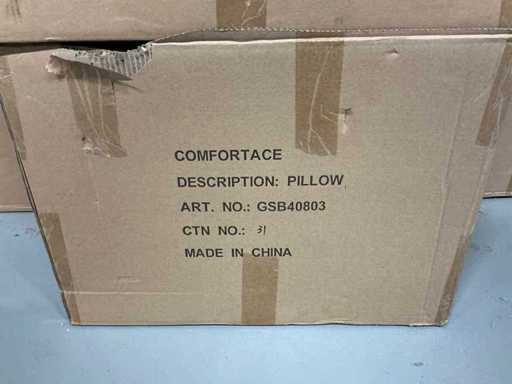 COMFORTACE
DESCRIPTION: PILLOW
ART. NO.: GSB40803
CTN NO.: 31
MADE IN CHINA